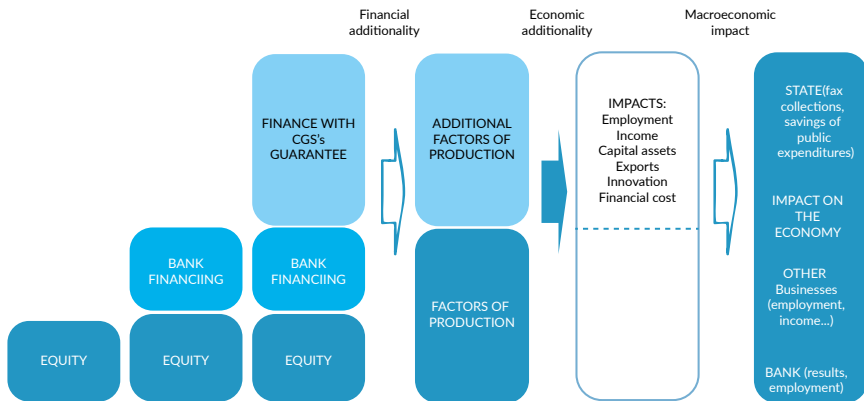 Financial
additionality
Economic
additionality
Macroeconomic
impact
FINANCE WITH
CGS's
GUARANTEE
ADDITIONAL
FACTORS OF
PRODUCTION
IMPACTS:
Employment
Income
Capital assets
Exports
Innovation
Financial cost
STATE(fax
collections,
savings of
public
expenditures)
IMPACT ON
THE
ECONOMY
OTHER
Businesses
(employment,
income...)
BANK (results,
employment)
BANK
FINANCIING
BANK
FINANCIING
FACTORS OF
PRODUCTION
EQUITY
EQUITY
EQUITY